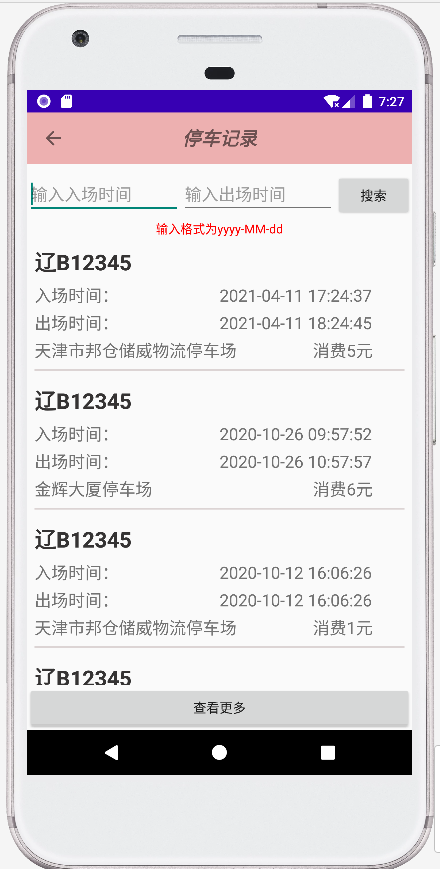 7:27
停车记录
输入入场时间 输入出场时间 搜索
输入格式为yyyy-MM-dd
辽B12345
入场时间： 2021-04-11 17:24:37
出场时间： 2021-04-11 18:24:45
天津市邦仓储威物流停车场 消费5元
辽B12345
入场时间： 2020-10-26 09:57:52
出场时间： 2020-10-26 10:57:57
金辉大厦停车场 消费6元
辽B12345
入场时间： 2020-10-12 16:06:26
出场时间： 2020-10-12 16:06:26
天津市邦仓储威物流停车场 消费1元
辽B12345
查看更多